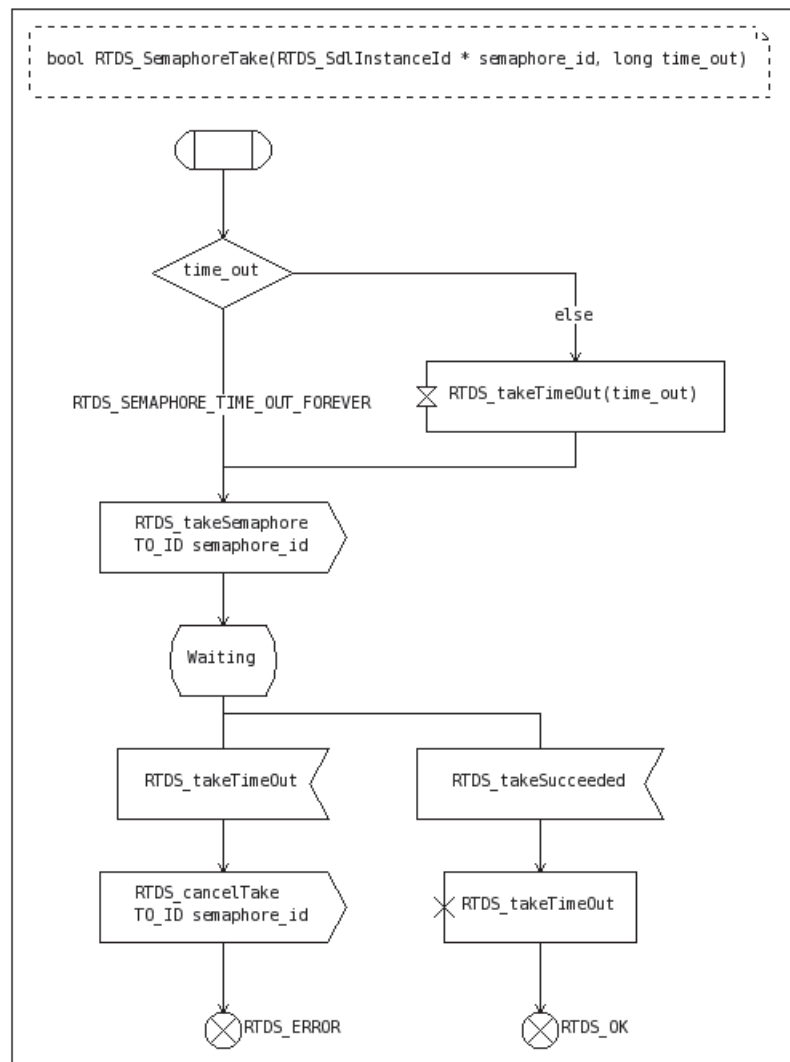 bool RTDS_SemaphoreTake(RTDS_SdlInstanceId * semaphore_id, long time_out)
time_out
else
RTDS_takeTimeOut(time_out)
RTDS_SEMAPHORE_TIME_OUT_FOREVER
RTDS_takeSemaphore
TO_ID semaphore_id
Waiting
RTDS_takeTimeOut
RTDS_takeSucceeded
RTDS_cancelTake
TO_ID semaphore_id
RTDS_takeTimeOut
RTDS_ERROR
RTDS_OK